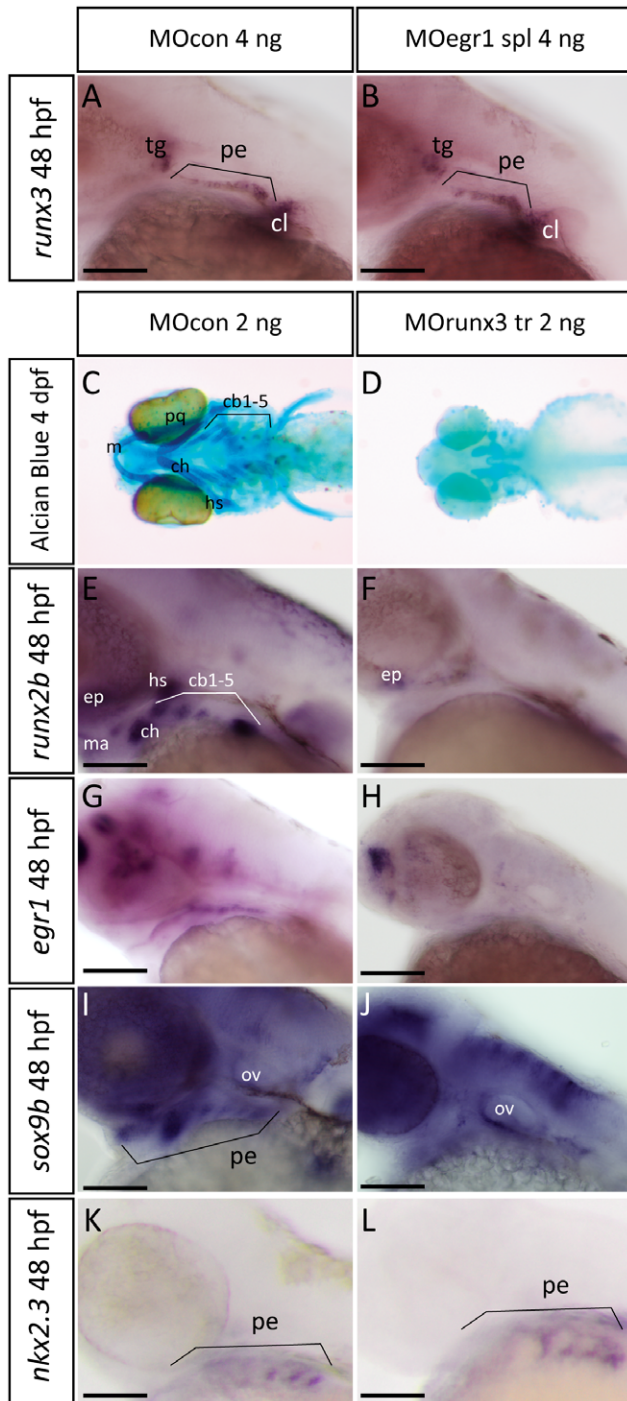 MOcon 4 ng
MOegr1 spl 4 ng
runx3 48 hpf
A
tg
pe
cl
B
tg
pe
cl
MOcon 2 ng
MOrunx3 tr 2 ng
Alcian Blue 4 dpf
C
pq
cb1-5
m
ch
hs
D
runx2b 48 hpf
E
hs
cb1-5
ep
ma
ch
F
ep
egr1 48 hpf
G
H
sox9b 48 hpf
I
ov
pe
J
ov
nkx2.3 48 hpf
K
pe
L
pe